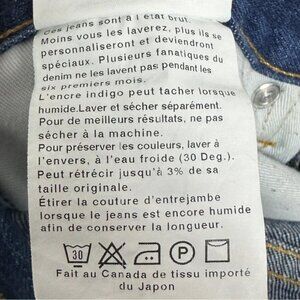 Ces jeans sont à l'état brut.
Moins vous les laverez, plus ils se
personnaliseront et deviendront
spéciaux. Plusieurs fanatiques du
denim ne les lavent pas pendant les
six premiers mois.
L'encre indigo peut tacher lorsque
humide.Laver et sécher séparément.
Pour de meilleurs résultats, ne pas
sécher à la machine.
Pour préserver les couleurs, laver à
l'envers, à l'eau froide (30 Deg.).
Peut rétrécir jusqu'à 3% de sa
taille originale.
Étirer la couture d'entrejambe
lorsque le jeans est encore humide
afin de conserver la longueur.
30 P
Fait au Canada de tissu importé
du Japon